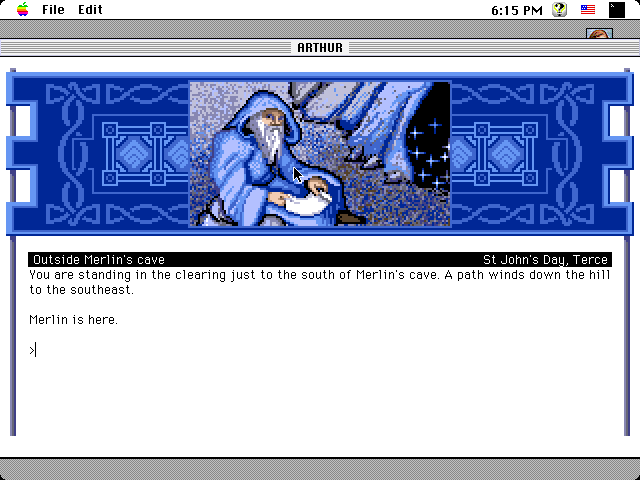 File Edit 6:15 PM
ARTHUR
Outside Merlin's cave St John's Day, Terce
You are standing in the clearing just to the south of Merlin's cave. A path winds down the hill
to the southeast.
Merlin is here.
>